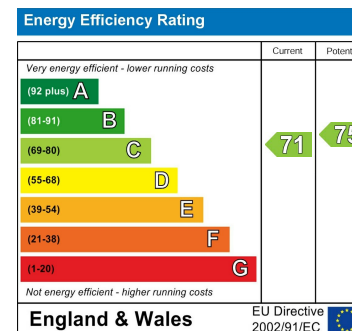 Energy Efficiency Rating
Current Potent
Very energy efficient - lower running costs
(92 plus) A
(81-91) B
(69-80) C
(55-68) D
(39-54) E
(21-38) F
(1-20) G
71
75
Not energy efficient - higher running costs
England & Wales
EU Directive
2002/91/EC